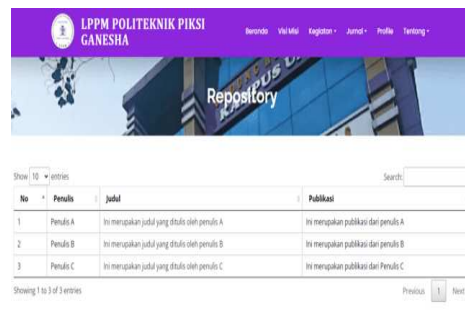 LPPM POLITEKNIK PIKSI
GANESHA
Beranda Visi Misi Kegiatan Jurnal Profile Tentang
Repository
Show 10 entries Search:
No Penulis Judul Publikasi
1 Penulis A Ini merupakan judul yang ditulis oleh penulis A Ini merupakan publikasi dari penulis A
2 Penulis B Ini merupakan judul yang ditulis oleh penulis B Ini merupakan publikasi dari penulis B
3 Penulis C Ini merupakan judul yang ditulis oleh penulis C Ini merupakan publikasi dari Penulis C
Showing 1 to 3 of 3 entries Previous 1 Next